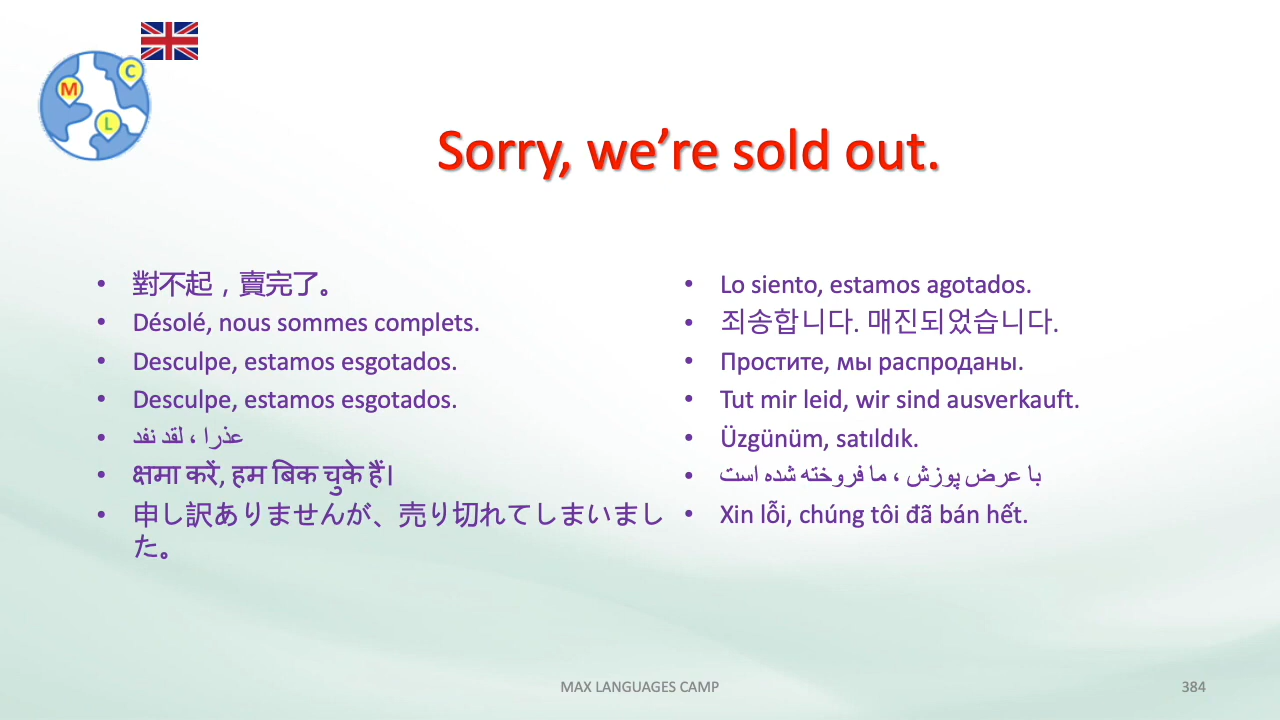 M
C
L
Sorry, we’re sold out.
• 對不起，賣完了。
• Désolé, nous sommes complets.
• Desculpe, estamos esgotados.
• Desculpe, estamos esgotados.
• عذرا ، لقد نفد
• क्षमा करें, हम बिक चुके हैं।
• 申し訳ありませんが、売り切れてしまいまし
た。
• Lo siento, estamos agotados.
• 죄송합니다. 매진되었습니다.
• Простите, мы распроданы.
• Tut mir leid, wir sind ausverkauft.
• Üzgünüm, satıldık.
• با عرض پوزش ، ما فروخته شده است
• Xin lỗi, chúng tôi đã bán hết.
MAX LANGUAGES CAMP
384